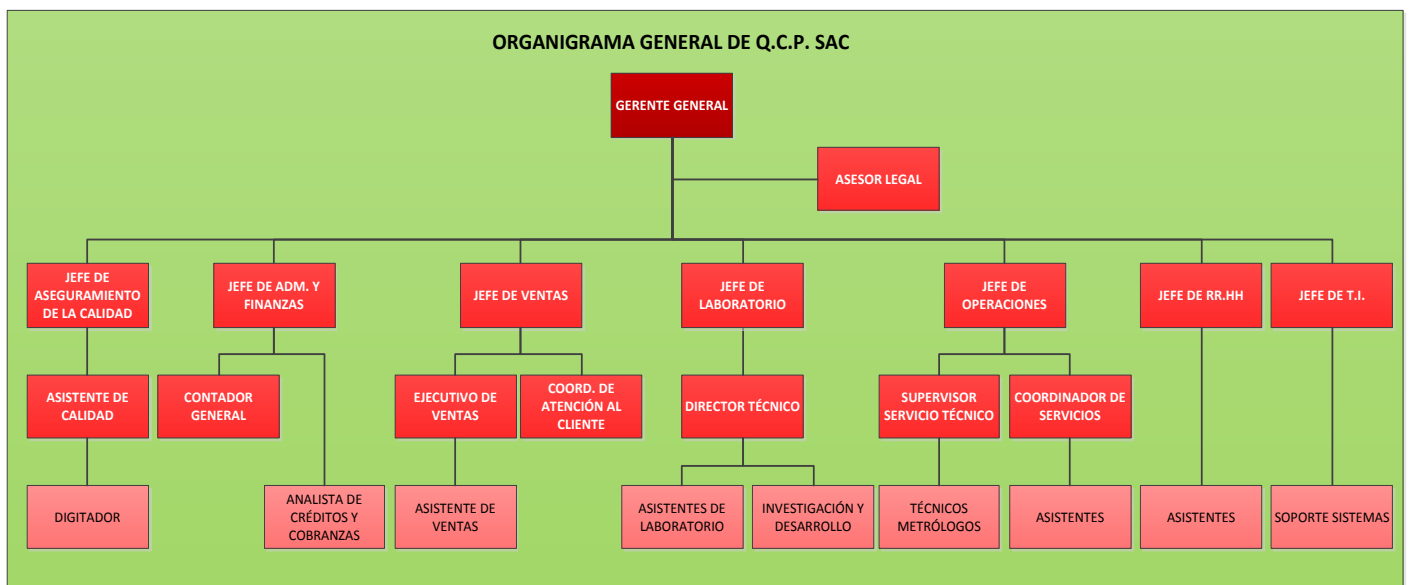 ORGANIGRAMA GENERAL DE Q.C.P. SAC
GERENTE GENERAL
ASESOR LEGAL
JEFE DE
ASEGURAMIENTO
DE LA CALIDAD
JEFE DE ADM. Y
FINANZAS
JEFE DE VENTAS
JEFE DE
LABORATORIO
JEFE DE
OPERACIONES
JEFE DE RR.HH
JEFE DE T.I.
ASISTENTE DE
CALIDAD
CONTADOR
GENERAL
EJECUTIVO DE
VENTAS
COORD. DE
ATENCIÓN AL
CLIENTE
DIRECTOR TÉCNICO
SUPERVISOR
SERVICIO TÉCNICO
COORDINADOR DE
SERVICIOS
DIGITADOR
ANALISTA DE
CRÉDITOS Y
COBRANZAS
ASISTENTE DE
VENTAS
ASISTENTES DE
LABORATORIO
INVESTIGACIÓN Y
DESARROLLO
TÉCNICOS
METRÓLOGOS
ASISTENTES
ASISTENTES
SOPORTE SISTEMAS